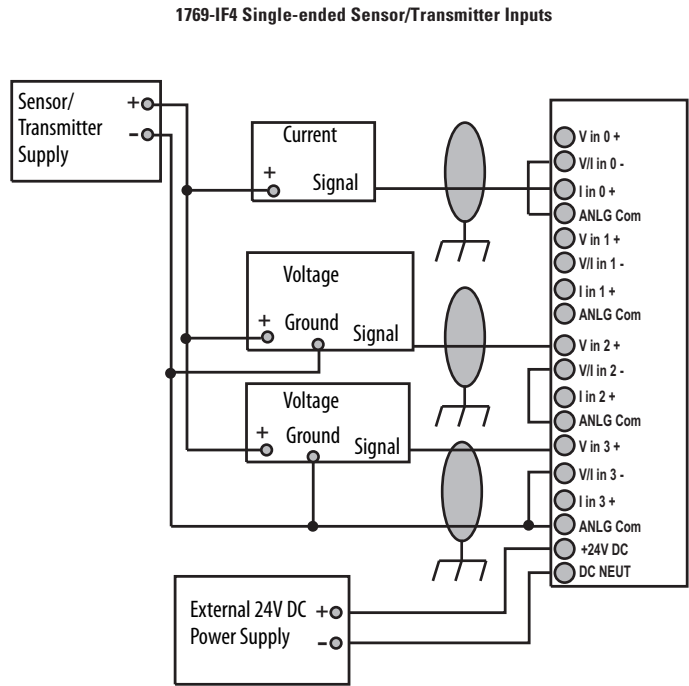 1769-IF4 Single-ended Sensor/Transmitter Inputs
Sensor/
Transmitter
Supply
+
-
Current
+
Signal
Voltage
+
Ground
Signal
Voltage
+
Ground
Signal
External 24V DC
Power Supply
+
-
V in 0 +
V/I in 0 -
I in 0 +
ANLG Com
V in 1 +
V/I in 1 -
I in 1 +
ANLG Com
V in 2 +
V/I in 2 -
I in 2 +
ANLG Com
V in 3 +
V/I in 3 -
I in 3 +
ANLG Com
+24V DC
DC NEUT